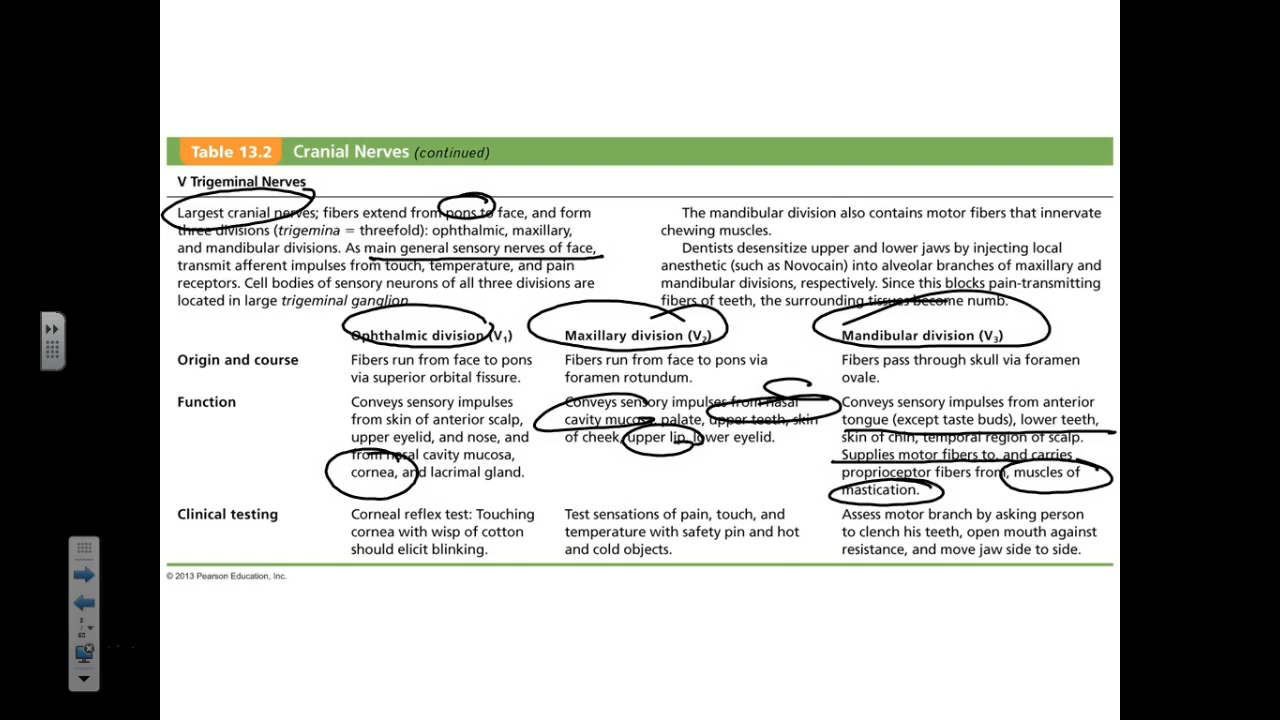 Table 13.2 Cranial Nerves (continued)
V Trigeminal Nerves
Largest cranial nerves; fibers extend from pons to face, and form
three divisions (trigemina = threefold): ophthalmic, maxillary,
and mandibular divisions. As main general sensory nerves of face,
transmit afferent impulses from touch, temperature, and pain
receptors. Cell bodies of sensory neurons of all three divisions are
located in large trigeminal ganglion.
The mandibular division also contains motor fibers that innervate
chewing muscles.
Dentists desensitize upper and lower jaws by injecting local
anesthetic (such as Novocain) into alveolar branches of maxillary and
mandibular divisions, respectively. Since this blocks pain-transmitting
fibers of teeth, the surrounding tissues become numb.
Ophthalmic division (V₁)
Maxillary division (V₂)
Mandibular division (V₃)
Origin and course
Fibers run from face to pons
via superior orbital fissure.
Fibers run from face to pons via
foramen rotundum.
Fibers pass through skull via foramen
ovale.
Function
Conveys sensory impulses
from skin of anterior scalp,
upper eyelid, and nose, and
from nasal cavity mucosa,
cornea, and lacrimal gland.
Conveys sensory impulses from nasal
cavity mucosa, palate, upper teeth, skin
of cheek, upper lip, lower eyelid.
Conveys sensory impulses from anterior
tongue (except taste buds), lower teeth,
skin of chin, temporal region of scalp.
Supplies motor fibers to, and carries
proprioceptor fibers from, muscles of
mastication.
Clinical testing
Corneal reflex test: Touching
cornea with wisp of cotton
should elicit blinking.
Test sensations of pain, touch, and
temperature with safety pin and hot
and cold objects.
Assess motor branch by asking person
to clench his teeth, open mouth against
resistance, and move jaw side to side.
© 2013 Pearson Education, Inc.